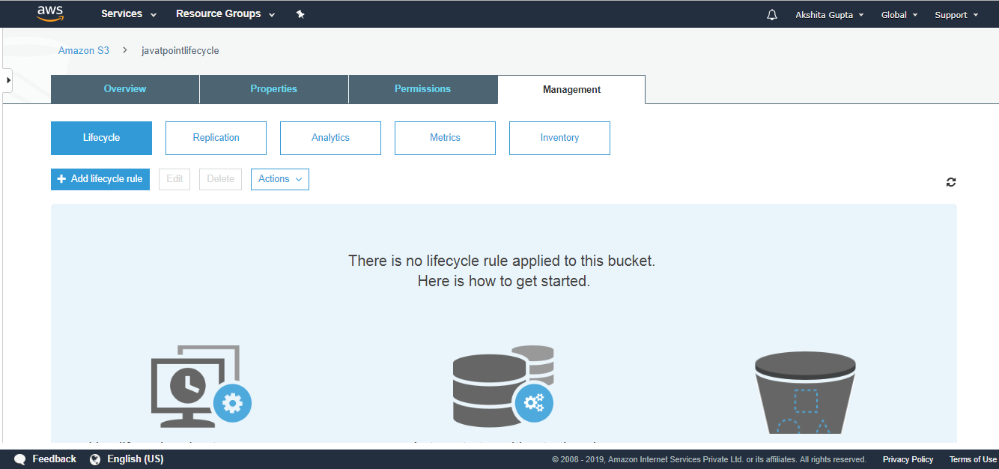 aws Services Resource Groups Akshita Gupta Global Support
Amazon S3 > javatpointlifecycle
Overview Properties Permissions Management
Lifecycle Replication Analytics Metrics Inventory
+ Add lifecycle rule Edit Delete Actions
There is no lifecycle rule applied to this bucket.
Here is how to get started.
Feedback English (US) © 2008 - 2019, Amazon Internet Services Private Ltd. or its affiliates. All rights reserved. Privacy Policy Terms of Use